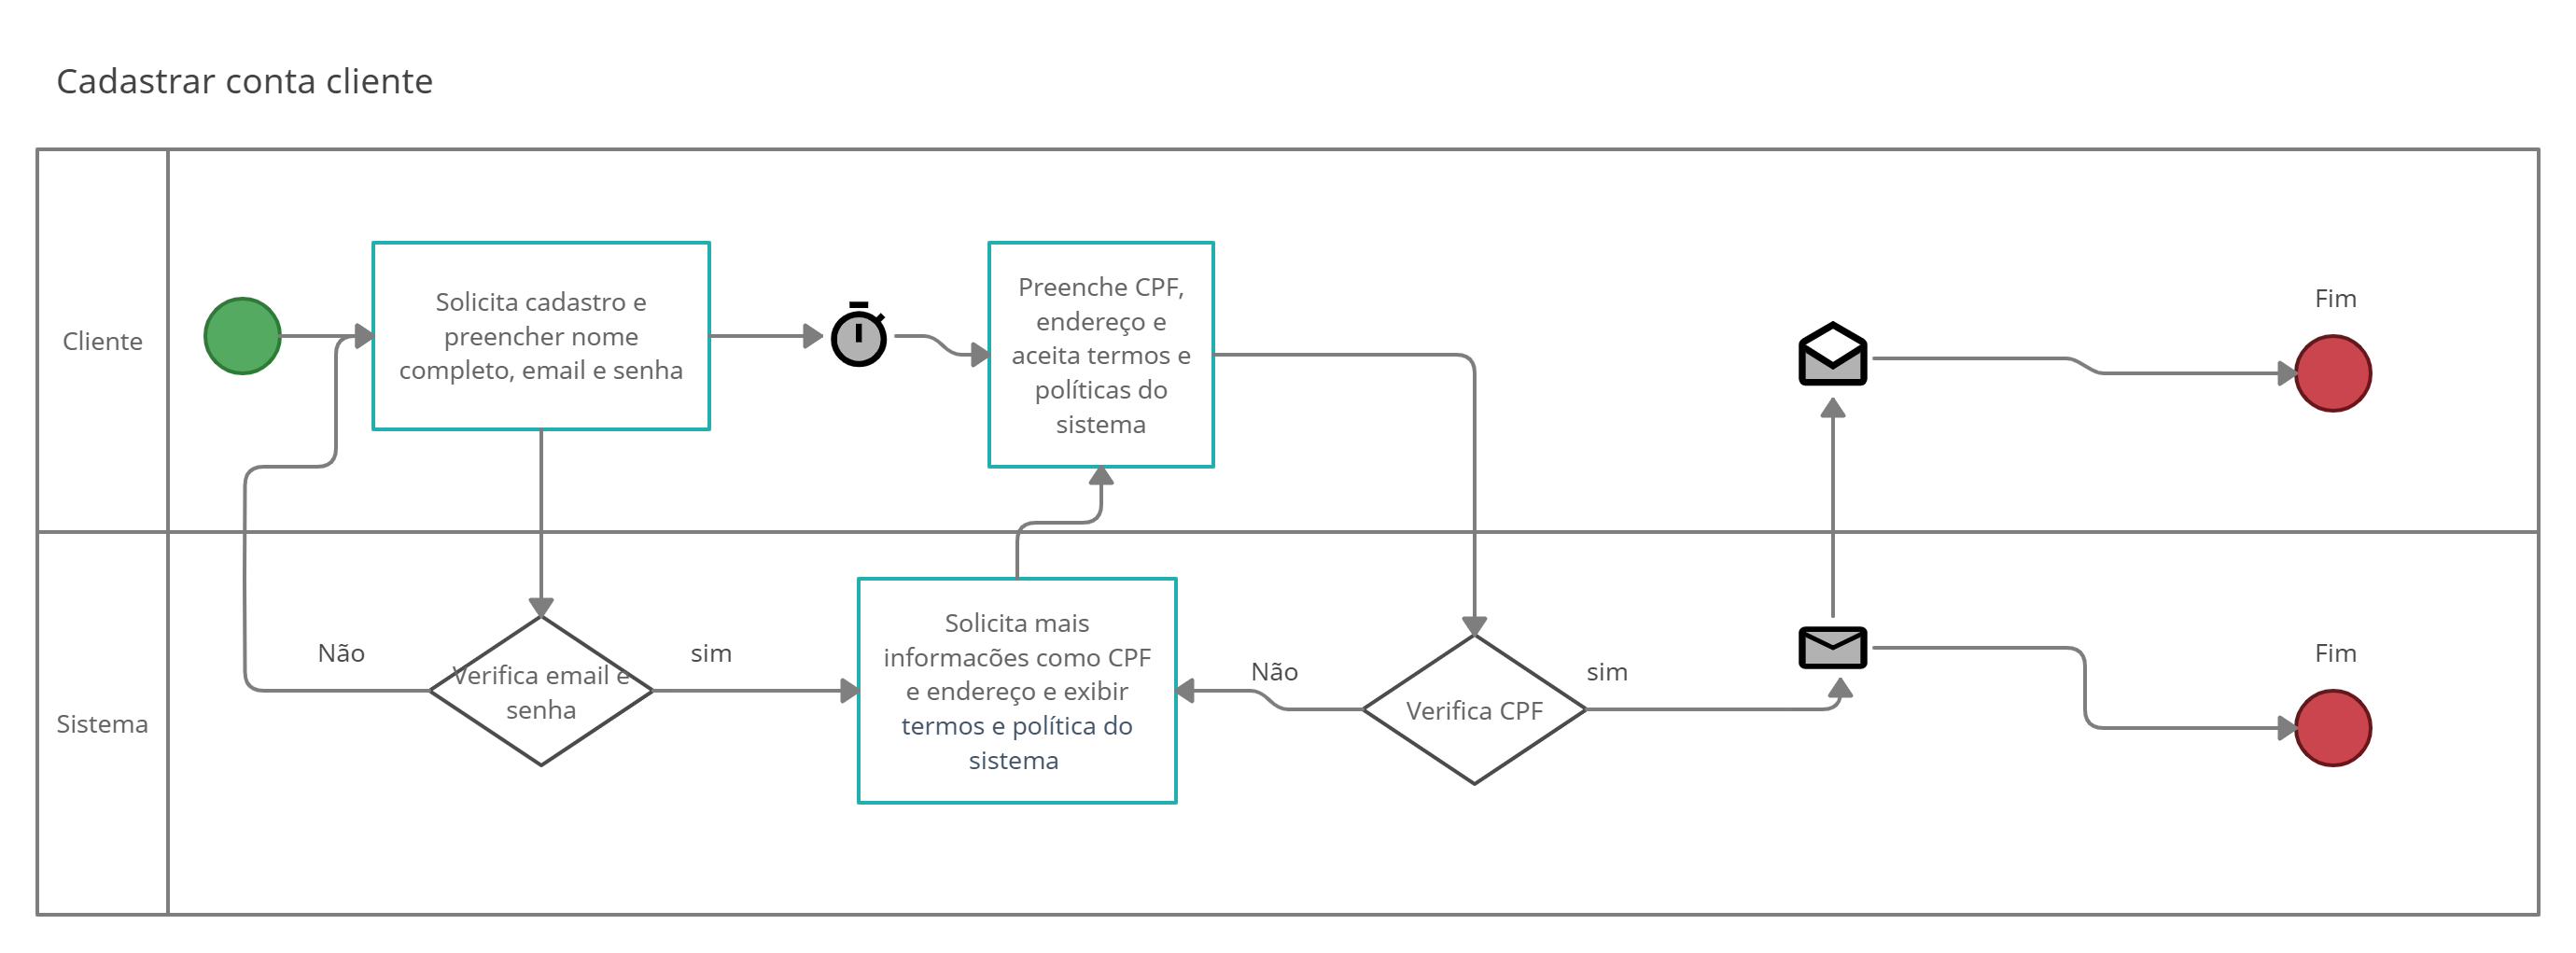 Cadastrar conta cliente
Cliente
Solicita cadastro e
preencher nome
completo, email e senha
Preenche CPF,
endereço e
aceita termos e
políticas do
sistema
Fim
Sistema
Não
Verifica email e
senha
sim
Solicita mais
informacões como CPF
e endereço e exibir
termos e política do
sistema
Não
Verifica CPF
sim
Fim